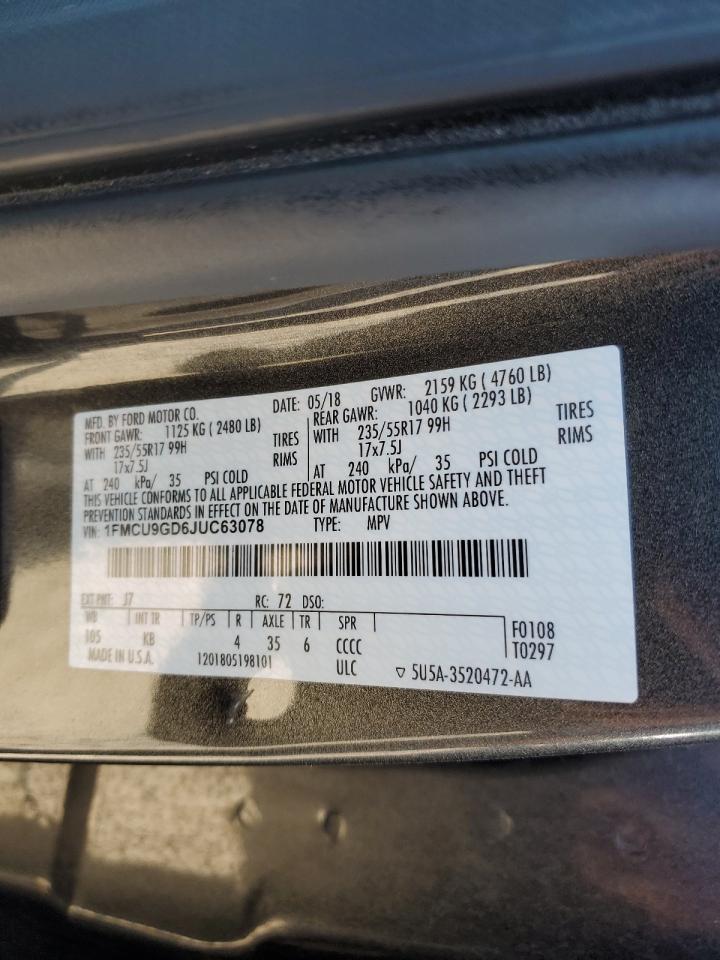 MFD. BY FORD MOTOR CO. DATE: 05/18 GVWR: 2159 KG ( 4760 LB)
FRONT GAWR: 1125 KG ( 2480 LB) REAR GAWR: 1040 KG ( 2293 LB)
WITH 235/55R17 99H TIRES WITH 235/55R17 99H TIRES
17x7.5J RIMS 17x7.5J RIMS
AT 240 kPa/ 35 PSI COLD AT 240 kPa/ 35 PSI COLD
THIS VEHICLE CONFORMS TO ALL APPLICABLE FEDERAL MOTOR VEHICLE SAFETY AND THEFT
PREVENTION STANDARDS IN EFFECT ON THE DATE OF MANUFACTURE SHOWN ABOVE.
VIN: 1FMCU9GD6JUC63078 TYPE: MPV
EXT PNT: J7 RC: 72 DSO:
WB INT TR TP/PS R AXLE TR SPR
105 KB 4 35 6 CCCC
F0108
T0297
MADE IN U.S.A. 1201805198101 ULC ▽ 5U5A-3520472-AA